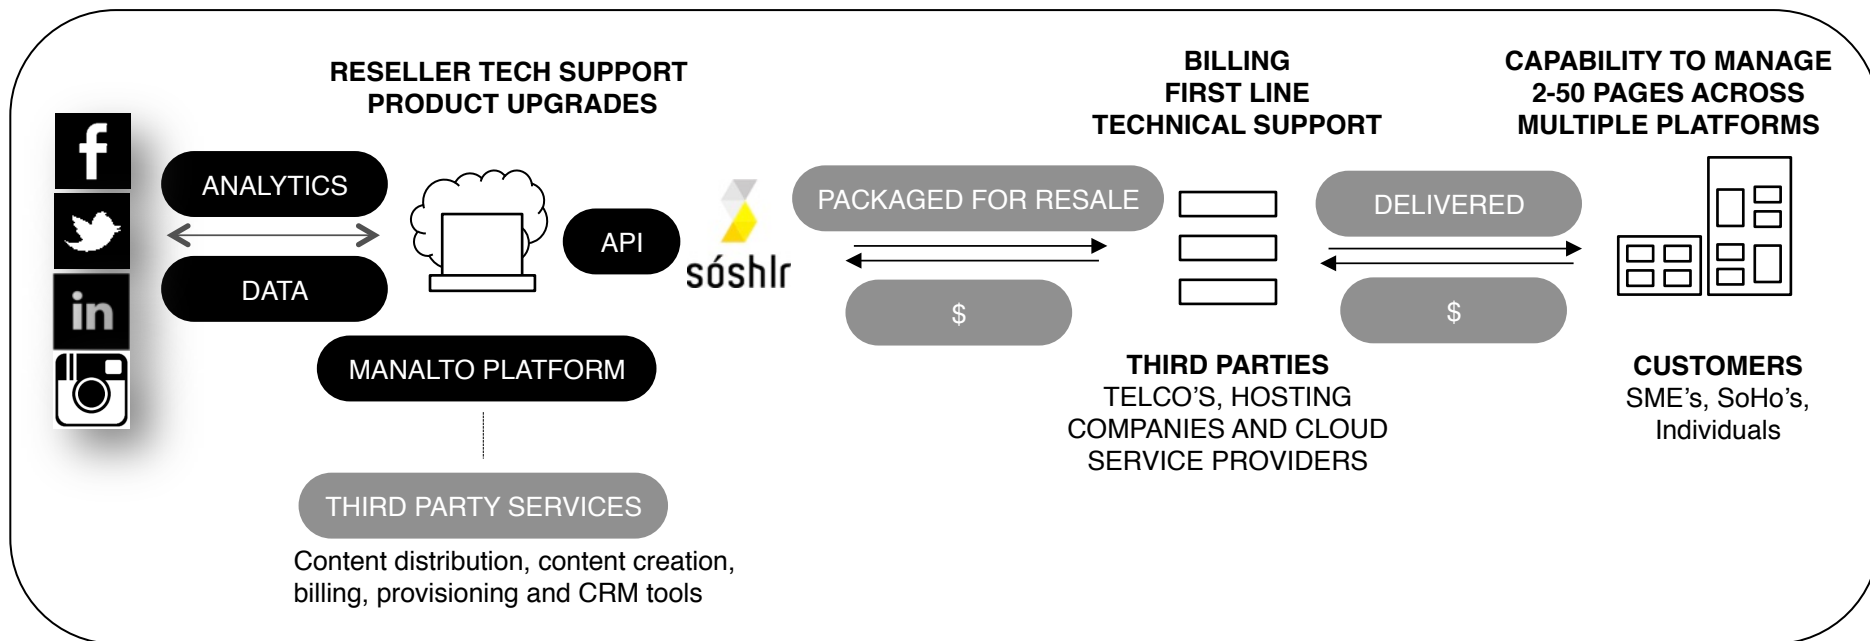 RESELLER TECH SUPPORT
PRODUCT UPGRADES
BILLING
FIRST LINE
TECHNICAL SUPPORT
CAPABILITY TO MANAGE
2-50 PAGES ACROSS
MULTIPLE PLATFORMS
f
in
ANALYTICS
DATA
API
sóshlr
MANALTO PLATFORM
THIRD PARTY SERVICES
Content distribution, content creation,
billing, provisioning and CRM tools
PACKAGED FOR RESALE
$
THIRD PARTIES
TELCO'S, HOSTING
COMPANIES AND CLOUD
SERVICE PROVIDERS
DELIVERED
$
CUSTOMERS
SME's, SoHo's,
Individuals